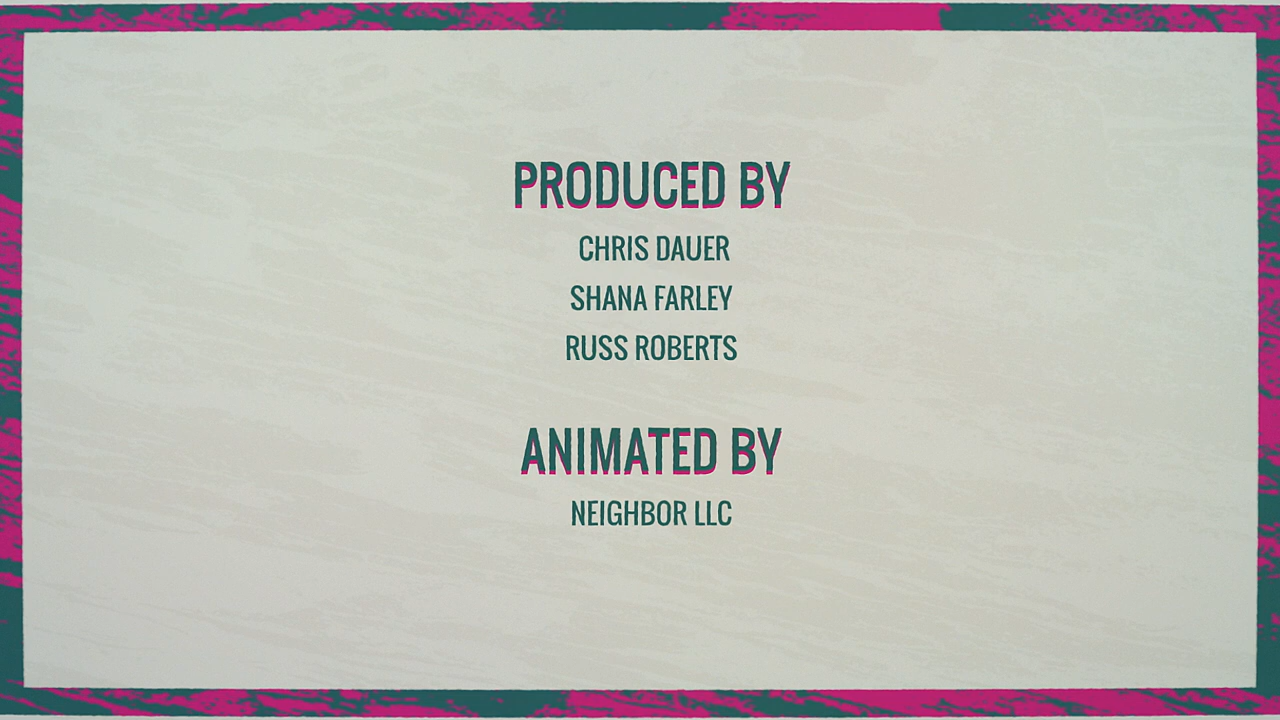 PRODUCED BY
CHRIS DAUER
SHANA FARLEY
RUSS ROBERTS
ANIMATED BY
NEIGHBOR LLC